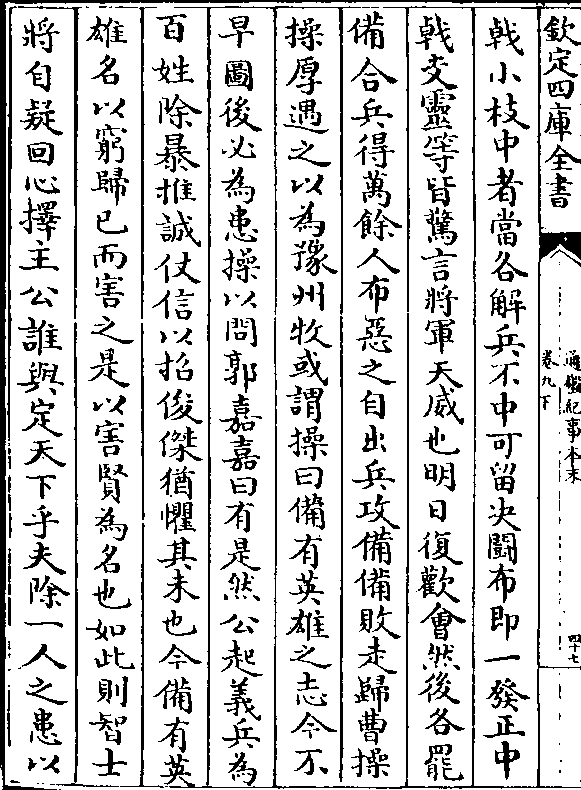 欽定四庫全書
通鑑紀事本末
卷九下
四十七
戟小枝中者當各解兵不中可留決鬭布即一發正中
戟支靈等皆驚言將軍天威也明日復歡會然後各罷
備合兵得萬餘人布惡之自出兵攻備備敗走歸曹操
操厚遇之以為豫州牧或謂操曰備有英雄之志今不
早圖後必為患操以問郭嘉嘉曰有是然公起義兵為
百姓除暴推誠仗信以招俊傑猶懼其未也今備有英
雄名以窮歸已而害之是以害賢為名也如此則智士
將自疑回心擇主公誰與定天下乎夫除一人之患以